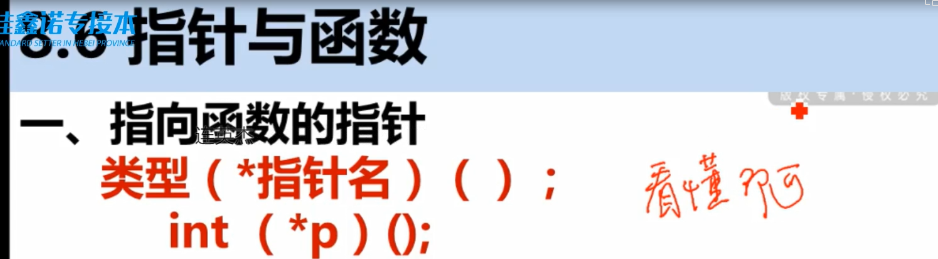 佳鑫诺专接本
STANDARD SETTER IN HEBEI PROVINCE
8.6 指针与函数
版权专属·侵权必究
一、指向函数的指针
类型（*指针名）（ ）；
int （*p）();
看懂即可